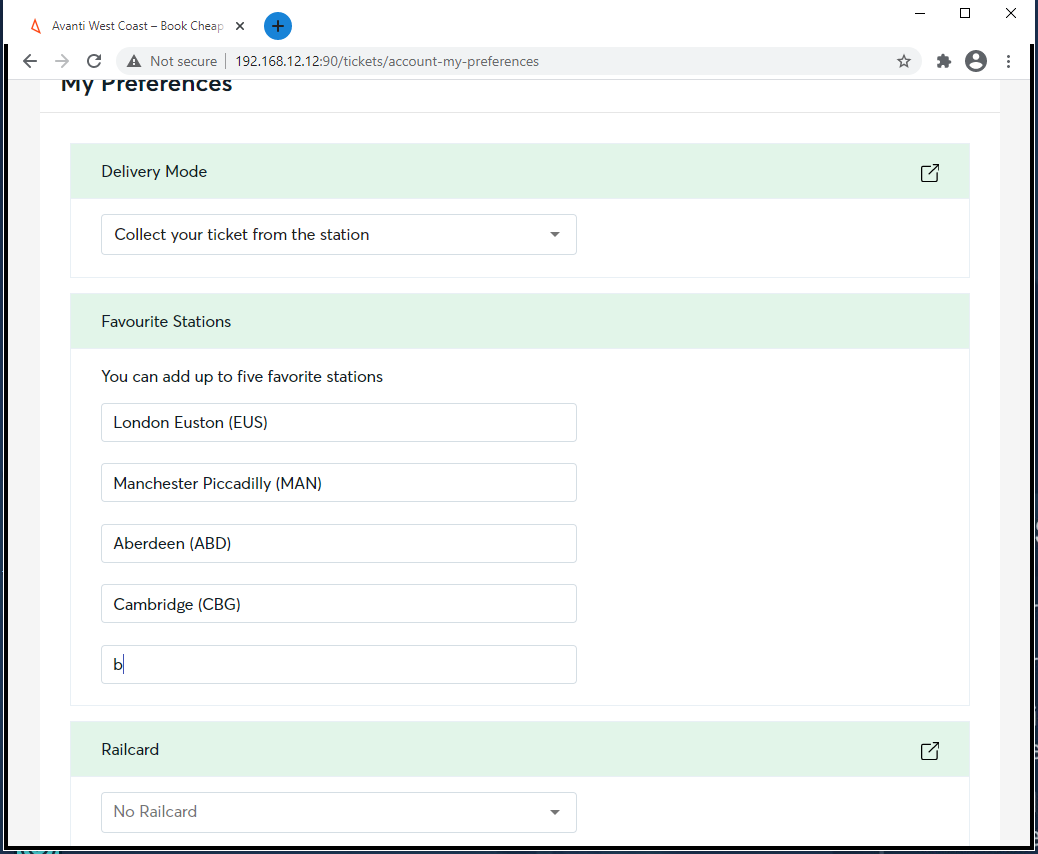 Avanti West Coast – Book Cheap
Not secure
192.168.12.12:90/tickets/account-my-preferences
My Preferences
Delivery Mode
Collect your ticket from the station
Favourite Stations
You can add up to five favorite stations
London Euston (EUS)
Manchester Piccadilly (MAN)
Aberdeen (ABD)
Cambridge (CBG)
b
Railcard
No Railcard